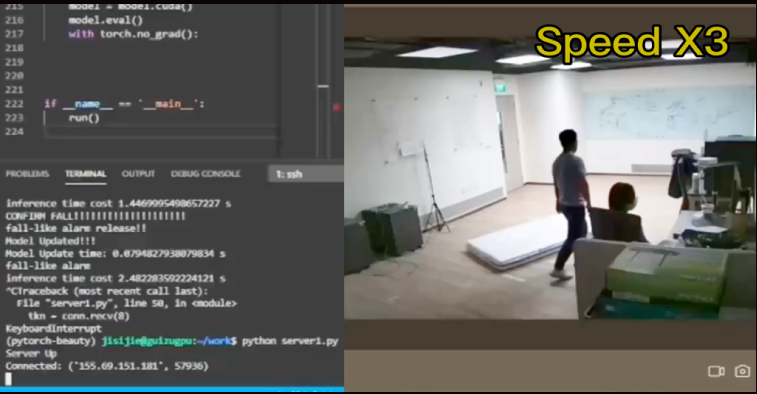 215 model = model.cuda()
216 model.eval()
217 with torch.no_grad():
218
219
220
221
222 if __name__ == '__main__':
223 run()
224
PROBLEMS TERMINAL OUTPUT DEBUG CONSOLE 1: ssh
inference time cost 1.4469995498657227 s
CONFIRM FALL!!!!!!!!!!!!!!!!!!!!!
fall-like alarm release!!
Model Updated!!!
Model Update time: 0.0794827938079834 s
fall-like alarm
inference time cost 2.482283592224121 s
^CTraceback (most recent call last):
File "server1.py", line 50, in <module>
tkn = conn.recv(8)
KeyboardInterrupt
(pytorch-beauty) jisijie@guizugpu:~/work$ python server1.py
Server Up
Connected: ('155.69.151.181', 57936)
Speed X3